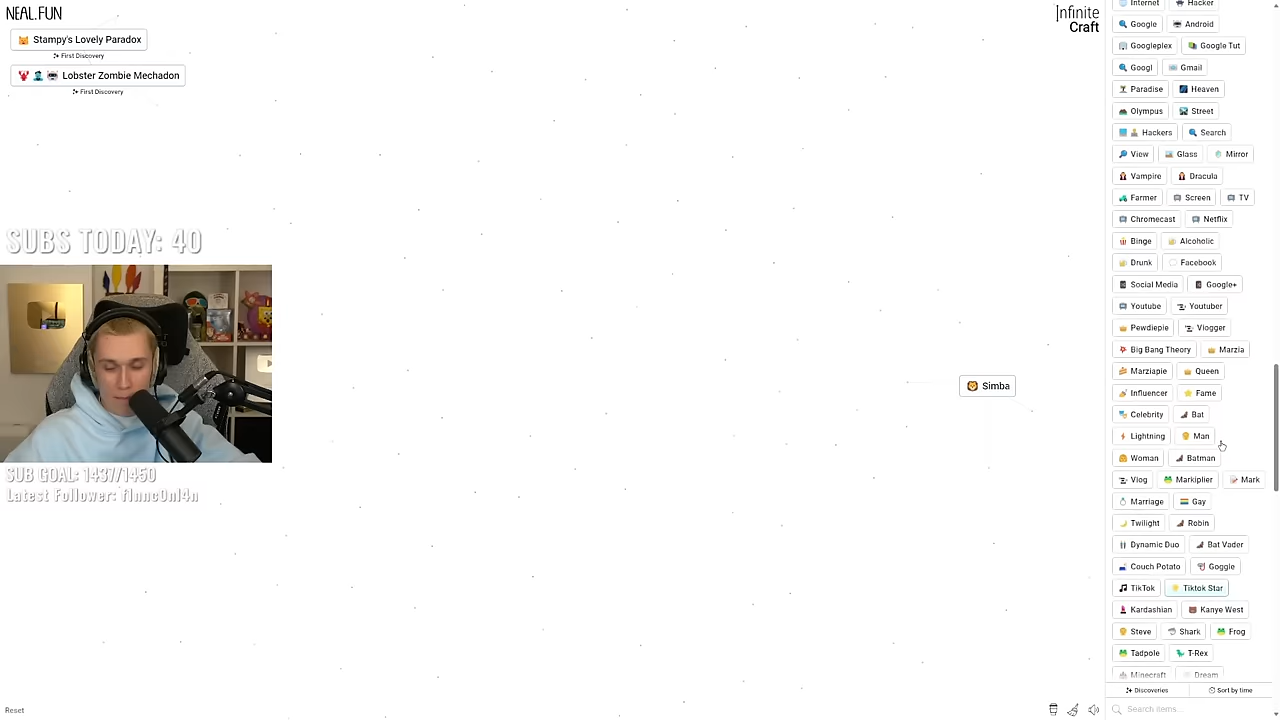 NEAL.FUN
Stampy's Lovely Paradox
First Discovery
Lobster Zombie Mechadon
First Discovery
SUBS TODAY: 40
SUB GOAL: 1437/1450
Latest Follower: f1nnc0nl4n
Reset
Simba
Infinite
Craft
Internet Hacker
Google Android
Googleplex Google Tut
Googl Gmail
Paradise Heaven
Olympus Street
Hackers Search
View Glass Mirror
Vampire Dracula
Farmer Screen TV
Chromecast Netflix
Binge Alcoholic
Drunk Facebook
Social Media Google+
Youtube Youtuber
Pewdiepie Vlogger
Big Bang Theory Marzia
Marziapie Queen
Influencer Fame
Celebrity Bat
Lightning Man
Woman Batman
Vlog Markiplier Mark
Marriage Gay
Twilight Robin
Dynamic Duo Bat Vader
Couch Potato Goggle
TikTok Tiktok Star
Kardashian Kanye West
Steve Shark Frog
Tadpole T-Rex
Minecraft Dream
Discoveries Sort by time
Search items...